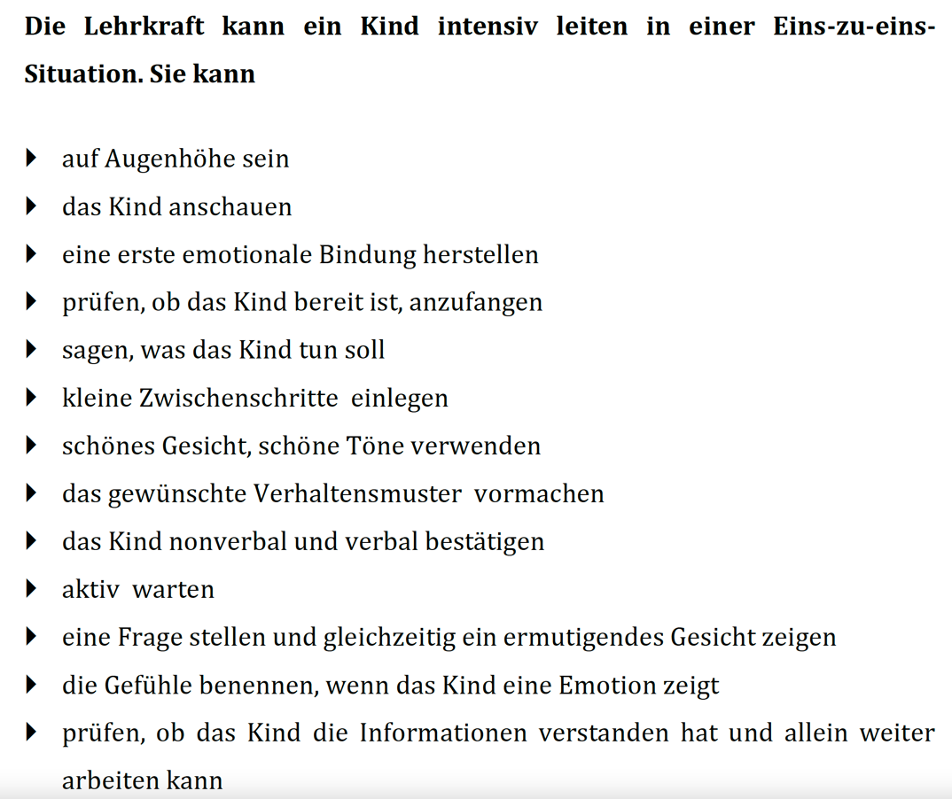 Die Lehrkraft kann ein Kind intensiv leiten in einer Eins-zu-eins-
Situation. Sie kann
auf Augenhöhe sein
das Kind anschauen
eine erste emotionale Bindung herstellen
prüfen, ob das Kind bereit ist, anzufangen
sagen, was das Kind tun soll
kleine Zwischenschritte  einlegen
schönes Gesicht, schöne Töne verwenden
das gewünschte Verhaltensmuster  vormachen
das Kind nonverbal und verbal bestätigen
aktiv  warten
eine Frage stellen und gleichzeitig ein ermutigendes Gesicht zeigen
die Gefühle benennen, wenn das Kind eine Emotion zeigt
prüfen, ob das Kind die Informationen verstanden hat und allein weiter
arbeiten kann